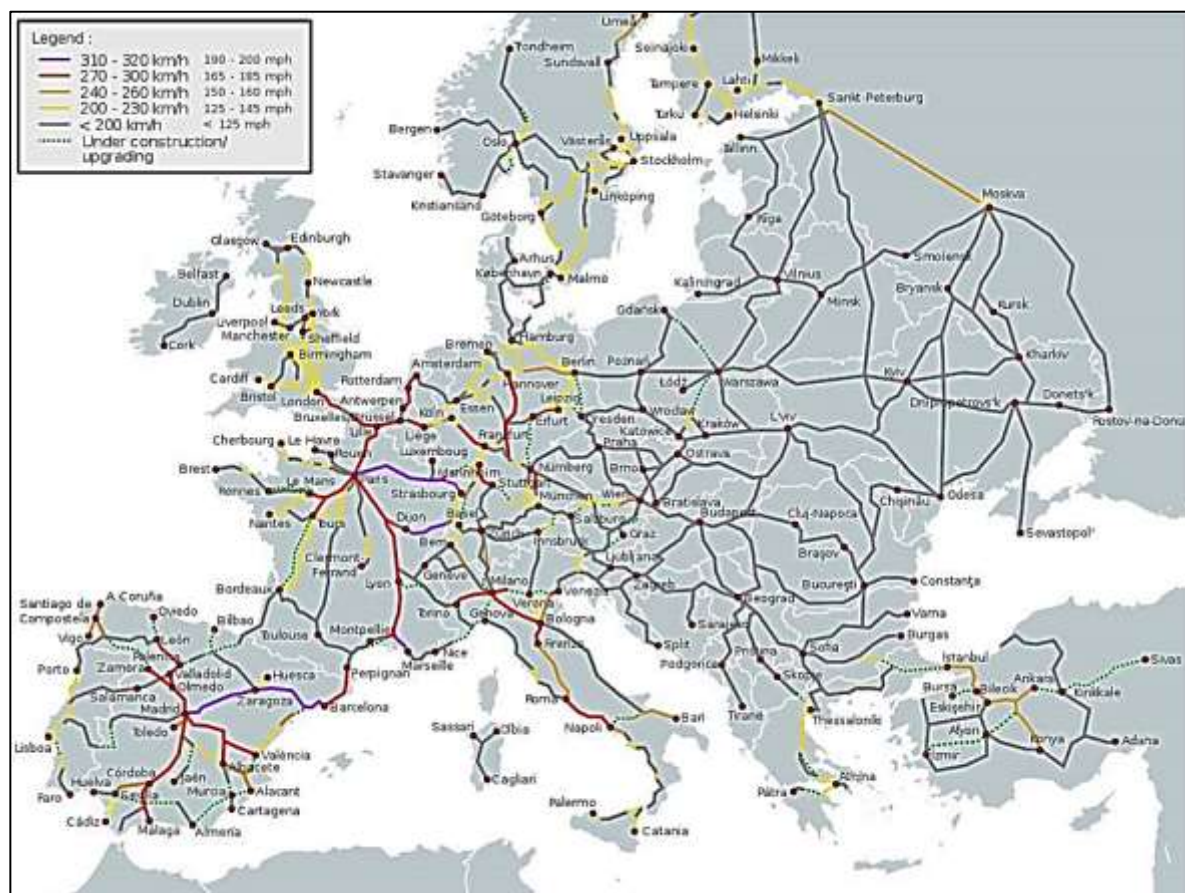 Legend :
310 - 320 km/h 190 - 200 mph
270 - 300 km/h 165 - 185 mph
240 - 260 km/h 150 - 160 mph
200 - 230 km/h 125 - 145 mph
< 200 km/h < 125 mph
Under construction/
upgrading
Umeå
Tondheim
Sundsvall
Seinajoki
Mikkeli
Tampere
Lahti
Turku
Helsinki
Sankt-Peterburg
Bergen
Oslo
Västerås
Uppsala
Stockholm
Tallinn
Stavanger
Kristiansand
Linköping
Göteborg
Moskva
Riga
Glasgow
Edinburgh
Arhus
København
Malmö
Smolensk
Belfast
Newcastle
Kaliningrad
Vilnius
Bryansk
Dublin
Leeds
York
Liverpool
Manchester
Sheffield
Gdańsk
Minsk
Kursk
Cork
Birmingham
Bremen
Hamburg
Kharkiv
Cardiff
Bristol
London
Amsterdam
Rotterdam
Hannover
Berlin
Poznań
Łódź
Warszawa
Kyiv
Donets'k
Antwerpen
Essen
Leipzig
Dnipropetrovs'k
Rostov-na-Donu
Bruxelles/Brussel
Köln
Erfurt
Dresden
Wrocław
L'viv
Lille
Liège
Frankfurt
Katowice
Kraków
Cherbourg
Le Havre
Rouen
Luxembourg
Praha
Ostrava
Brest
Paris
Mannheim
Nürnberg
Brno
Rennes
Le Mans
Strasbourg
Stuttgart
München
Wien
Bratislava
Chişinău
Odesa
Nantes
Tours
Dijon
Basel
Zürich
Salzburg
Budapest
Cluj-Napoca
Sevastopol'
Bern
Innsbruck
Graz
Ljubljana
Braşov
Clermont-
Ferrand
Genève
Zagreb
Bordeaux
Lyon
Milano
Venezia
Bucureşti
Constanţa
Torino
Verona
Beograd
Santiago de
Compostela
A Coruña
Oviedo
Bilbao
Genova
Bologna
Varna
Vigo
León
Toulouse
Montpellier
Nice
Firenze
Sarajevo
Burgas
Palencia
Marseille
Split
Sofia
Porto
Zamora
Valladolid
Huesca
Perpignan
Podgorica
Pristina
İstanbul
Sivas
Salamanca
Olmedo
Zaragoza
Roma
Skopje
Bursa
Bilecik
Ankara
Kırıkkale
Madrid
Barcelona
Bari
Tiranë
Thessaloniki
Eskişehir
Lisboa
Toledo
València
Sassari
Olbia
Napoli
Afyon
Konya
Adana
Albacete
İzmir
Huelva
Córdoba
Jaén
Murcia
Alacant
Cagliari
Pátra
Athína
Faro
Cartagena
Palermo
Cádiz
Málaga
Almería
Catania